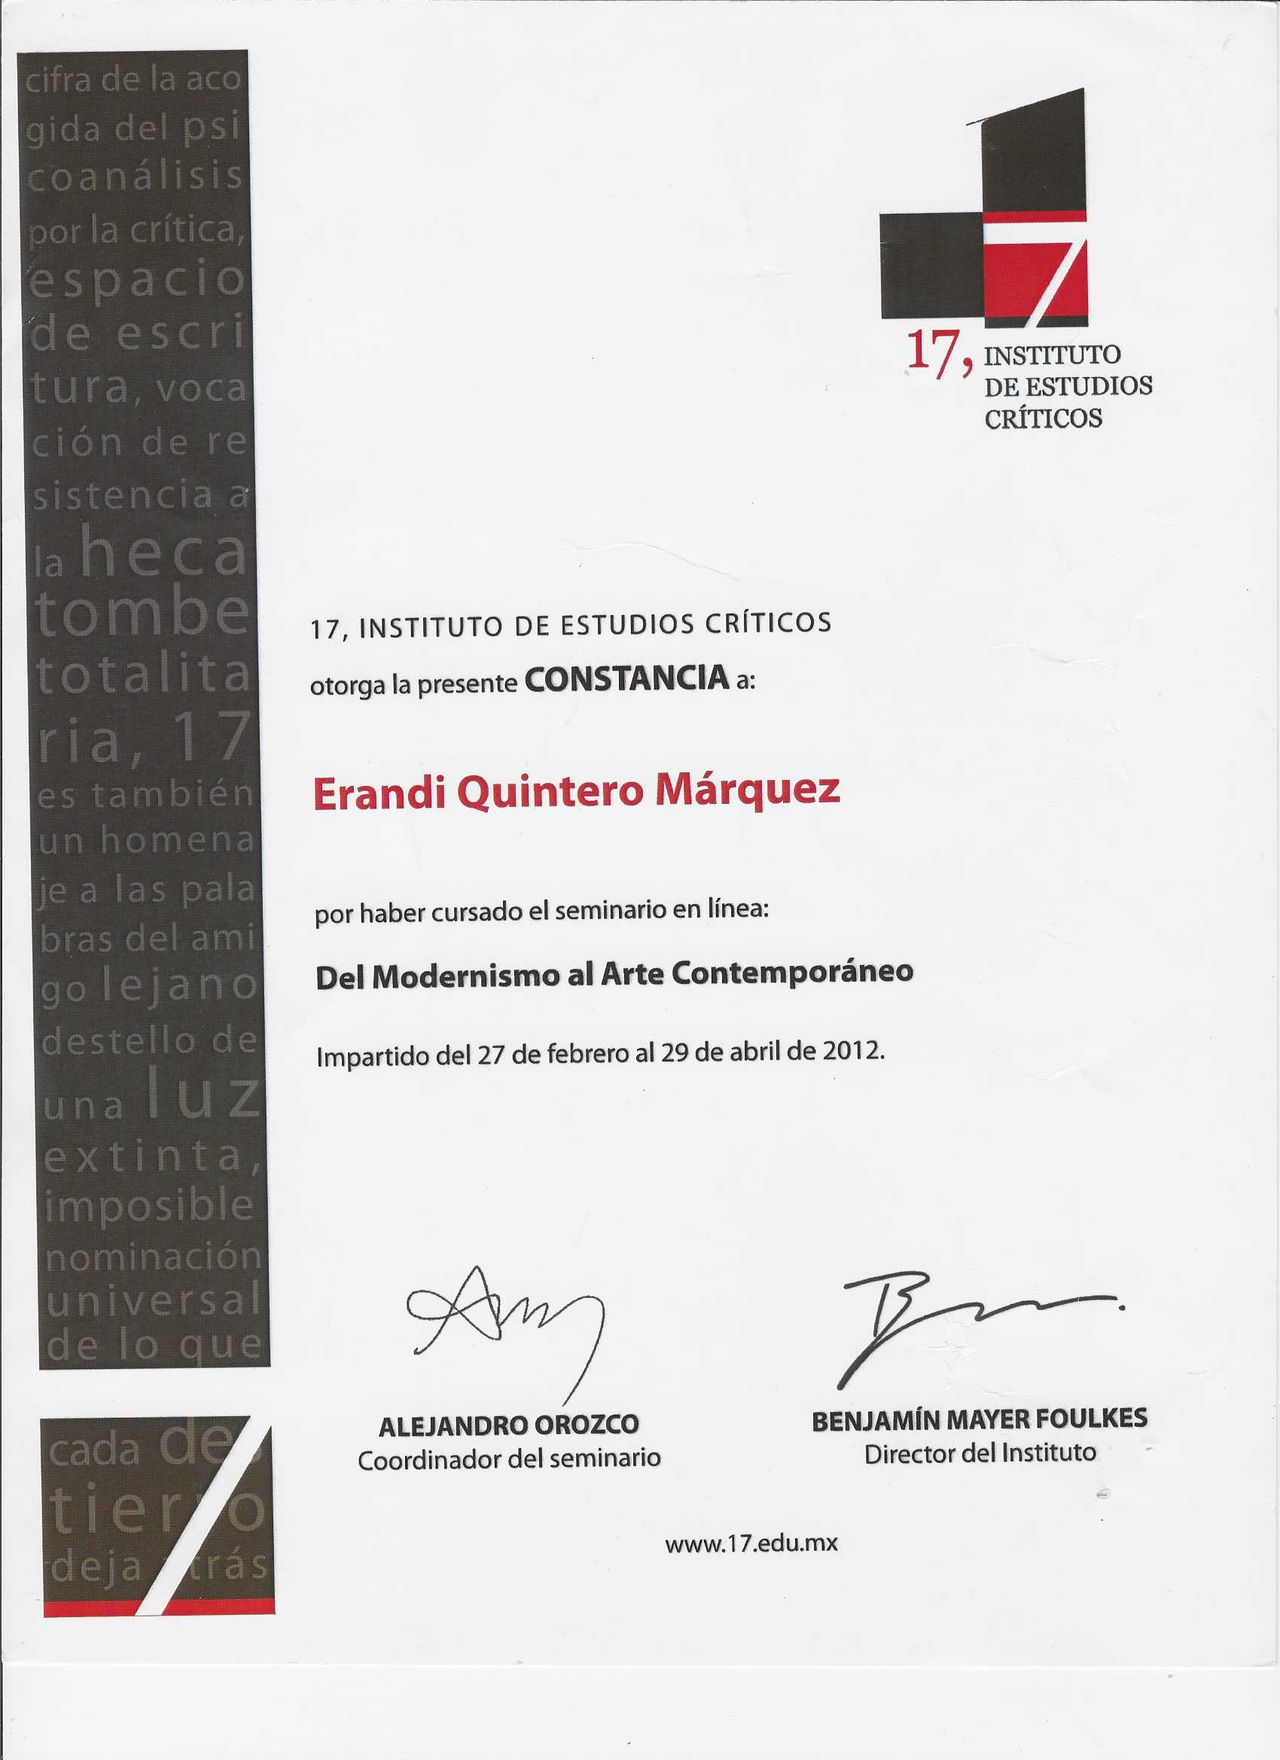 cifra de la aco
gida del psi
coanálisis
por la crítica,
espacio
de escri
tura, voca
ción de re
sistencia a
la heca
tombe
totalita
ria, 17
es también
un homena
je a las pala
bras del ami
go lejano
destello de
una luz
extinta,
imposible
nominación
universal
de lo que
cada des
tierro
deja atrás
17, INSTITUTO
DE ESTUDIOS
CRÍTICOS
17, INSTITUTO DE ESTUDIOS CRÍTICOS
otorga la presente CONSTANCIA a:
Erandi Quintero Márquez
por haber cursado el seminario en línea:
Del Modernismo al Arte Contemporáneo
Impartido del 27 de febrero al 29 de abril de 2012.
ALEJANDRO OROZCO
Coordinador del seminario
BENJAMÍN MAYER FOULKES
Director del Instituto
www.17.edu.mx